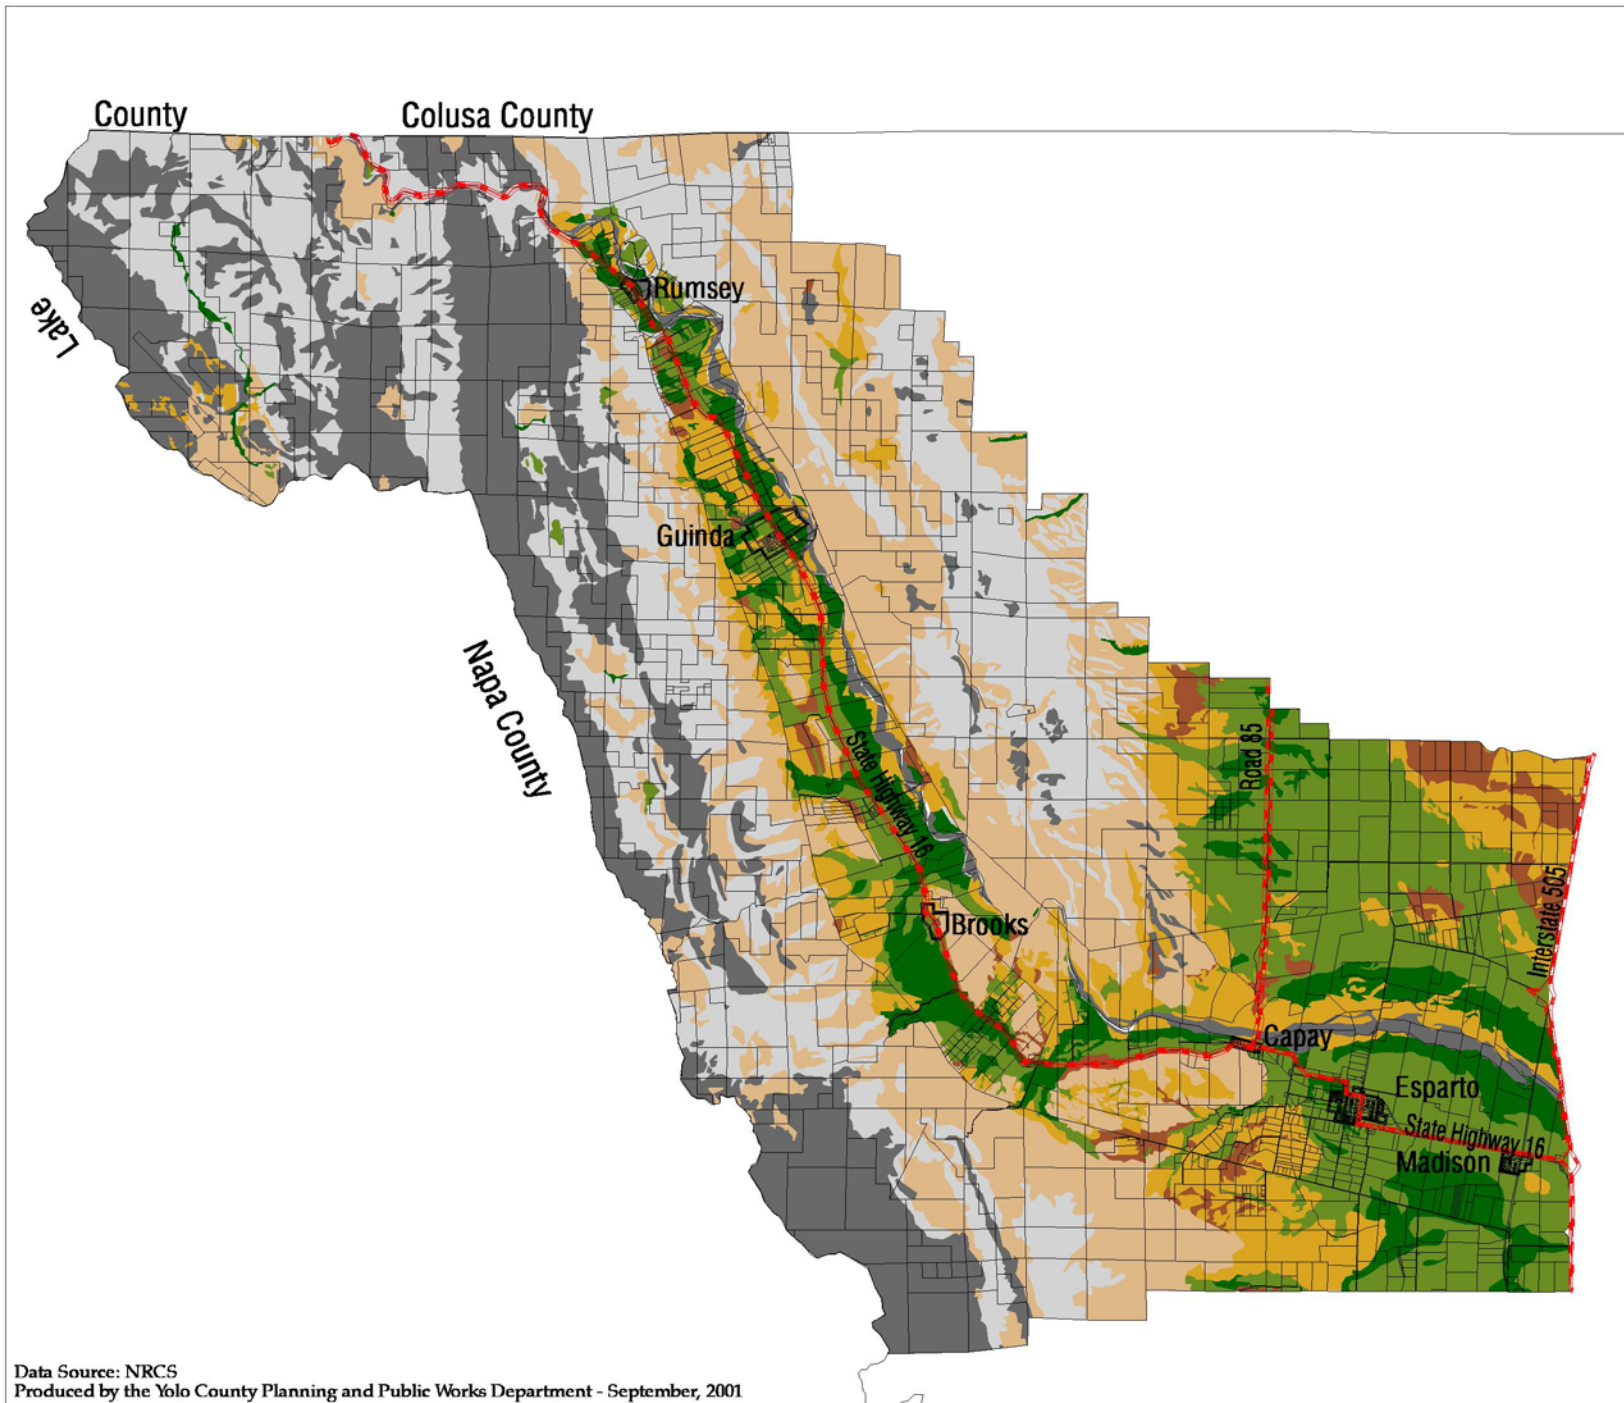 County
Colusa County
Lake
Rumsey
Guinda
Napa County
State Highway 16
Road 85
Interstate 505
Brooks
Capay
Esparto
State Highway 16
Madison
Data Source: NRCS
Produced by the Yolo County Planning and Public Works Department - September, 2001